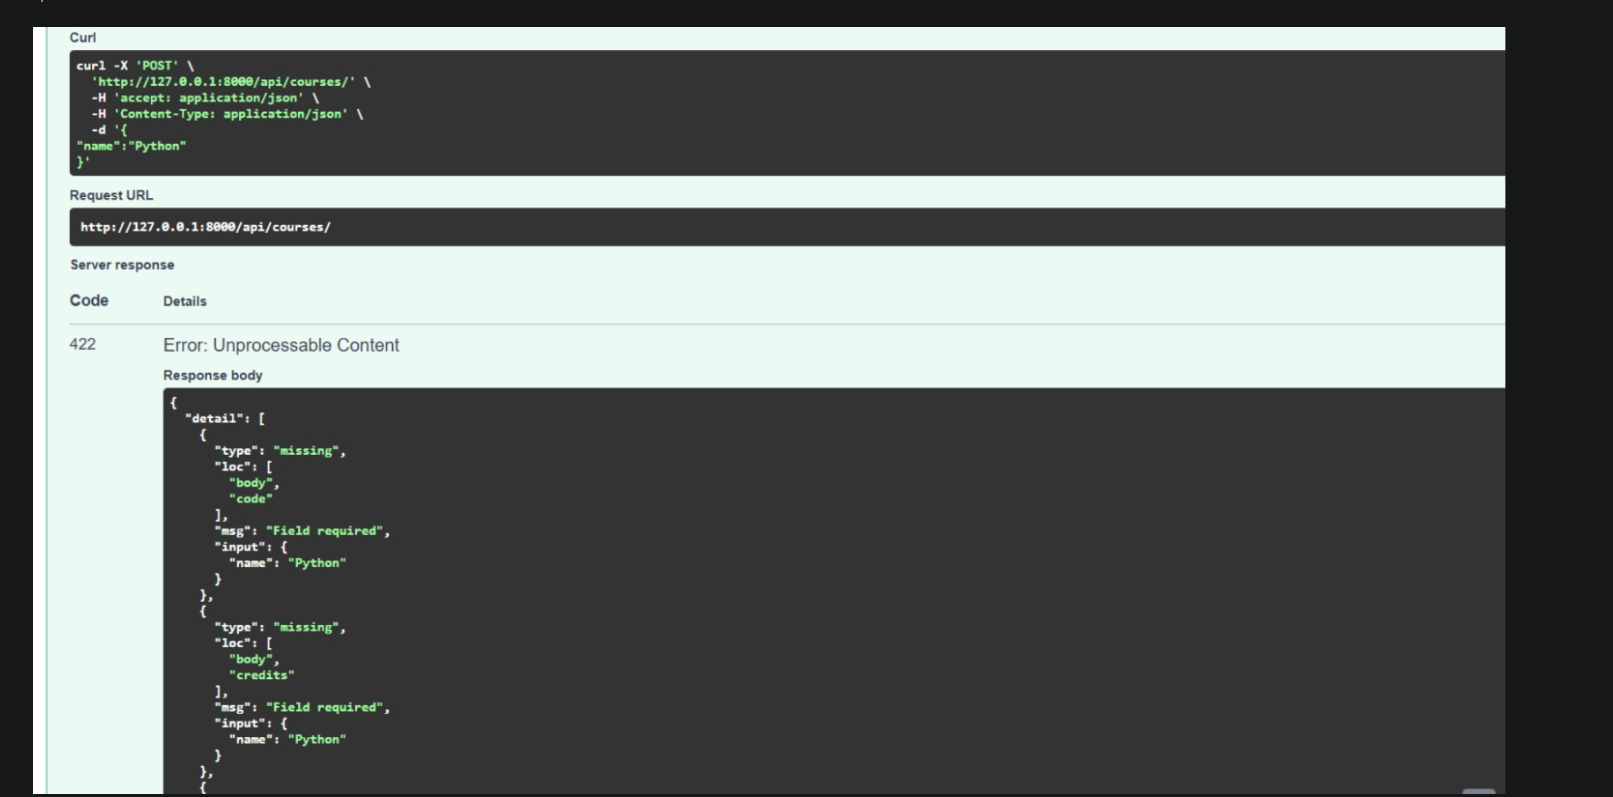 Curl
curl -X 'POST' \
  'http://127.0.0.1:8000/api/courses/' \
  -H 'accept: application/json' \
  -H 'Content-Type: application/json' \
  -d '{
"name":"Python"
}'
Request URL
http://127.0.0.1:8000/api/courses/
Server response
Code Details
422 Error: Unprocessable Content
Response body
{
  "detail": [
    {
      "type": "missing",
      "loc": [
        "body",
        "code"
      ],
      "msg": "Field required",
      "input": {
        "name": "Python"
      }
    },
    {
      "type": "missing",
      "loc": [
        "body",
        "credits"
      ],
      "msg": "Field required",
      "input": {
        "name": "Python"
      }
    },
    {